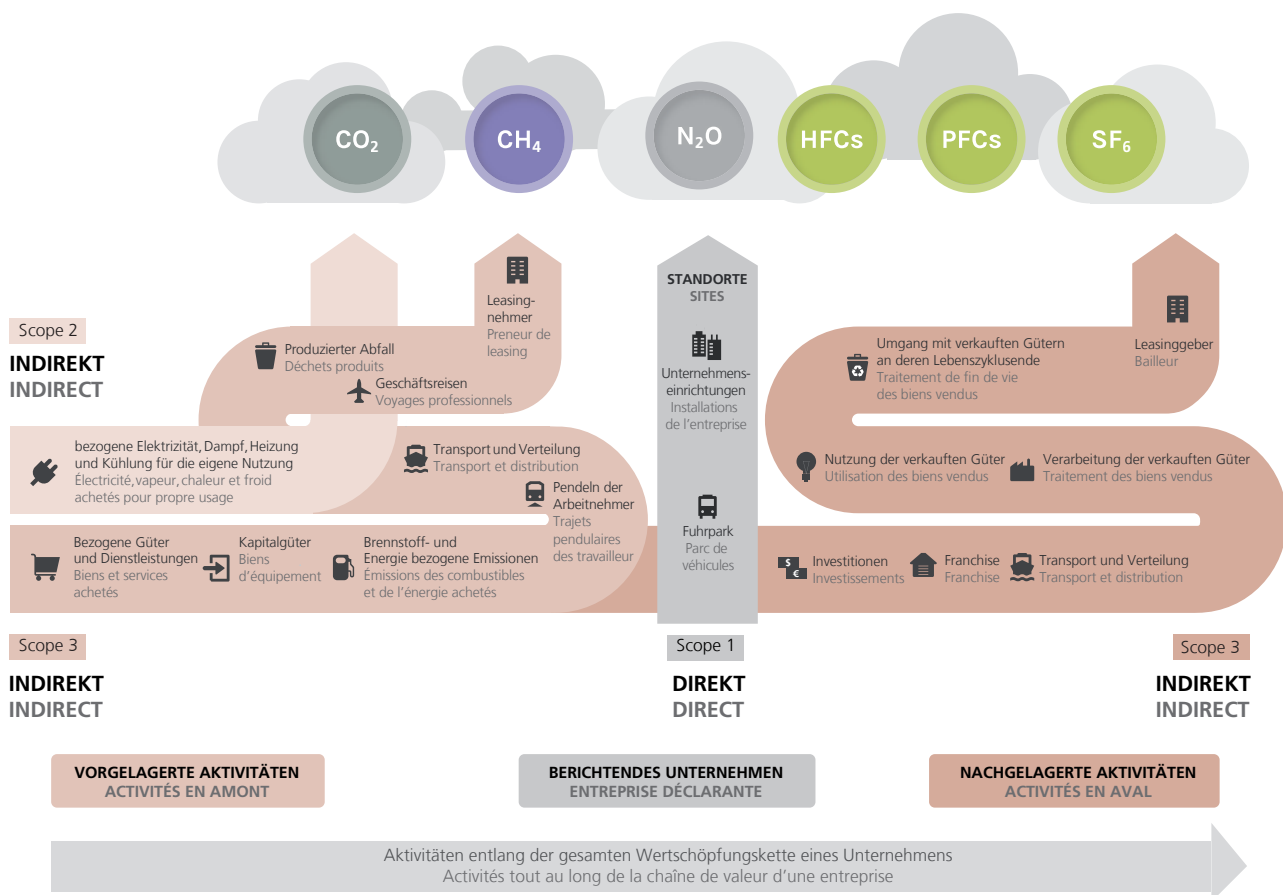 CO₂
CH₄
N₂O
HFCs
PFCs
SF₆
Scope 2
INDIREKT
INDIRECT
Leasing-
nehmer
Preneur de
leasing
Produzierter Abfall
Déchets produits
Geschäftsreisen
Voyages professionnels
bezogene Elektrizität, Dampf, Heizung
und Kühlung für die eigene Nutzung
Électricité, vapeur, chaleur et froid
achetés pour propre usage
Transport und Verteilung
Transport et distribution
Pendeln der
Arbeitnehmer
Trajets
pendulaires
des travailleur
Bezogene Güter
und Dienstleistungen
Biens et services
achetés
Kapitalgüter
Biens
d'équipement
Brennstoff- und
Energie bezogene Emissionen
Émissions des combustibles
et de l'énergie achetés
STANDORTE
SITES
Unternehmens-
einrichtungen
Installations
de l'entreprise
Fuhrpark
Parc de
véhicules
Umgang mit verkauften Gütern
an deren Lebenszyklusende
Traitement de fin de vie
des biens vendus
Leasinggeber
Bailleur
Nutzung der verkauften Güter
Utilisation des biens vendus
Verarbeitung der verkauften Güter
Traitement des biens vendus
$
€
Investitionen
Investissements
Franchise
Franchise
Transport und Verteilung
Transport et distribution
Scope 3
INDIREKT
INDIRECT
Scope 1
DIREKT
DIRECT
Scope 3
INDIREKT
INDIRECT
VORGELAGERTE AKTIVITÄTEN
ACTIVITÉS EN AMONT
BERICHTENDES UNTERNEHMEN
ENTREPRISE DÉCLARANTE
NACHGELAGERTE AKTIVITÄTEN
ACTIVITÉS EN AVAL
Aktivitäten entlang der gesamten Wertschöpfungskette eines Unternehmens
Activités tout au long de la chaîne de valeur d'une entreprise